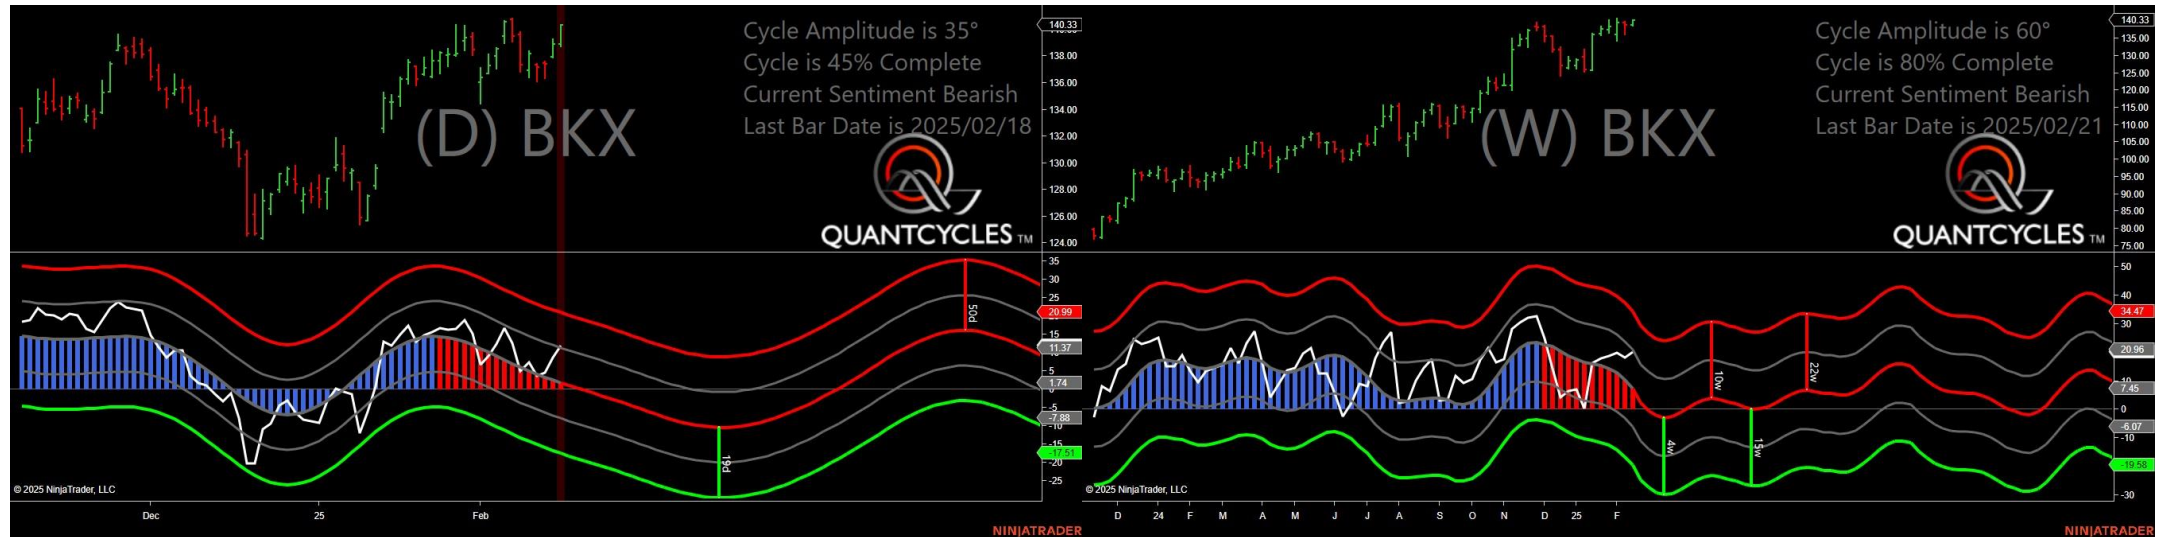 Cycle Amplitude is 35°
Cycle is 45% Complete
Current Sentiment Bearish
Last Bar Date is 2025/02/18
(D) BKX
QUANTCYCLES TM
140.33
138.00
136.00
134.00
132.00
130.00
128.00
126.00
124.00
35
30
25
20.99
15
11.37
5
1.74
-5
-7.88
-10
-17.51
-20
-25
50d
19d
© 2025 NinjaTrader, LLC
Dec
25
Feb
NINJATRADER
Cycle Amplitude is 60°
Cycle is 80% Complete
Current Sentiment Bearish
Last Bar Date is 2025/02/21
(W) BKX
QUANTCYCLES TM
140.33
135.00
130.00
125.00
120.00
115.00
110.00
105.00
100.00
95.00
90.00
85.00
80.00
75.00
50
40
34.47
30
20.96
7.45
0
-6.07
-10
-19.58
-30
10w
22w
4w
15w
© 2025 NinjaTrader, LLC
D 24 F M A M J J A S O N D 25 F
NINJATRADER